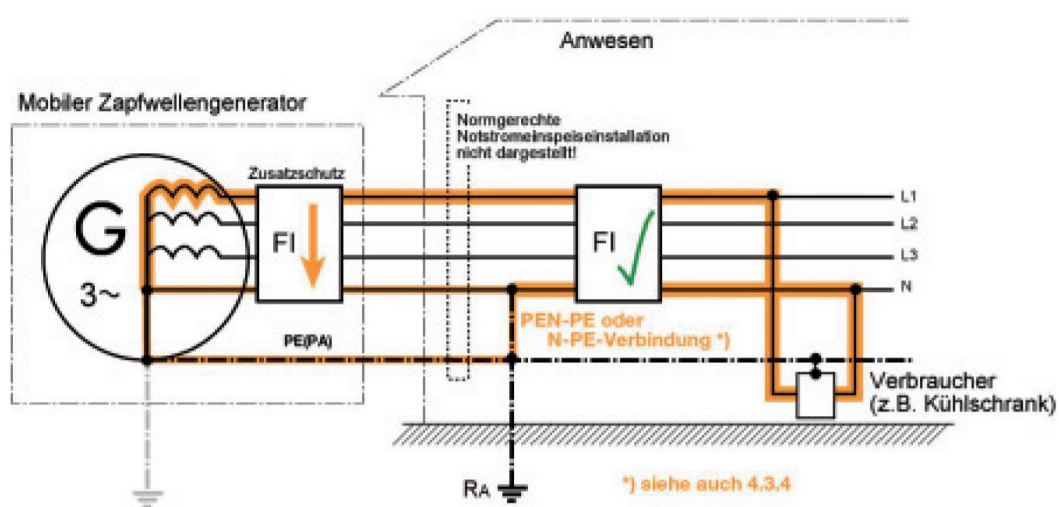 Anwesen
Mobiler Zapfwellengenerator
Normgerechte
Notstromeinspeiseinstallation
nicht dargestellt!
Zusatzschutz
G
3~
FI
FI
L1
L2
L3
N
PE(PA)
PEN-PE oder
N-PE-Verbindung *)
Verbraucher
(z.B. Kühlschrank)
RA
*) siehe auch 4.3.4